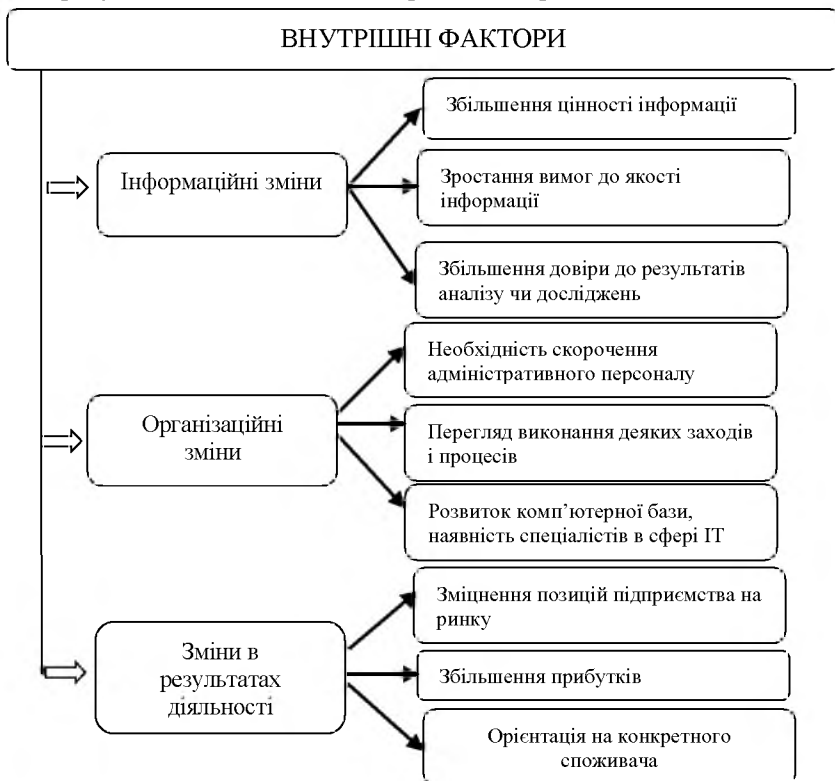 ВНУТРІШНІ ФАКТОРИ
Збільшення цінності інформації
Інформаційні зміни
Зростання вимог до якості
інформації
Збільшення довіри до результатів
аналізу чи досліджень
Необхідність скорочення
адміністративного персоналу
Організаційні
зміни
Перегляд виконання деяких заходів
і процесів
Розвиток комп’ютерної бази,
наявність спеціалістів в сфері ІТ
Зміцнення позицій підприємства на
ринку
Зміни в
результатах
діяльності
Збільшення прибутків
Орієнтація на конкретного
споживача